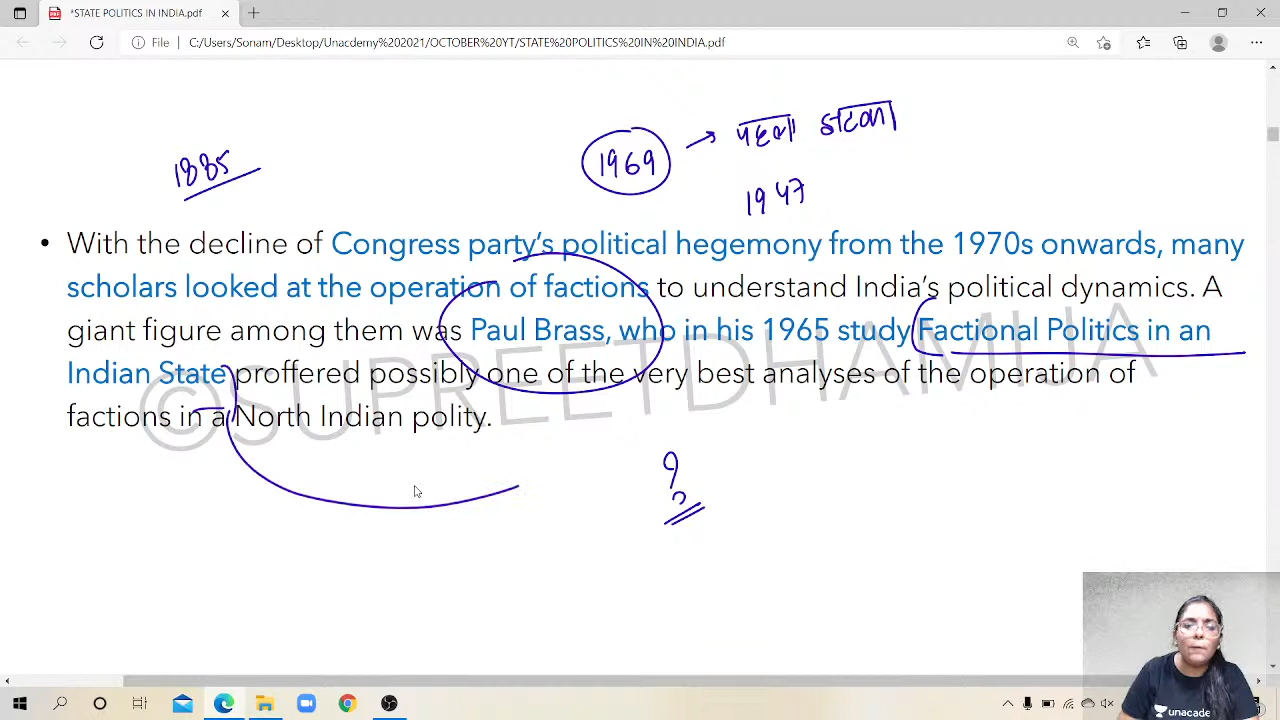 *STATE POLITICS IN INDIA.pdf
File C:/Users/Sonam/Desktop/Unacdemy%202021/OCTOBER%20YT/STATE%20POLITICS%20IN%20INDIA.pdf
1969 → पहला झटका
1885
1947
• With the decline of Congress party's political hegemony from the 1970s onwards, many
scholars looked at the operation of factions to understand India's political dynamics. A
giant figure among them was Paul Brass, who in his 1965 study Factional Politics in an
Indian State proffered possibly one of the very best analyses of the operation of
factions in a North Indian polity.
©SUPREETDHAMIJA
?
unacade